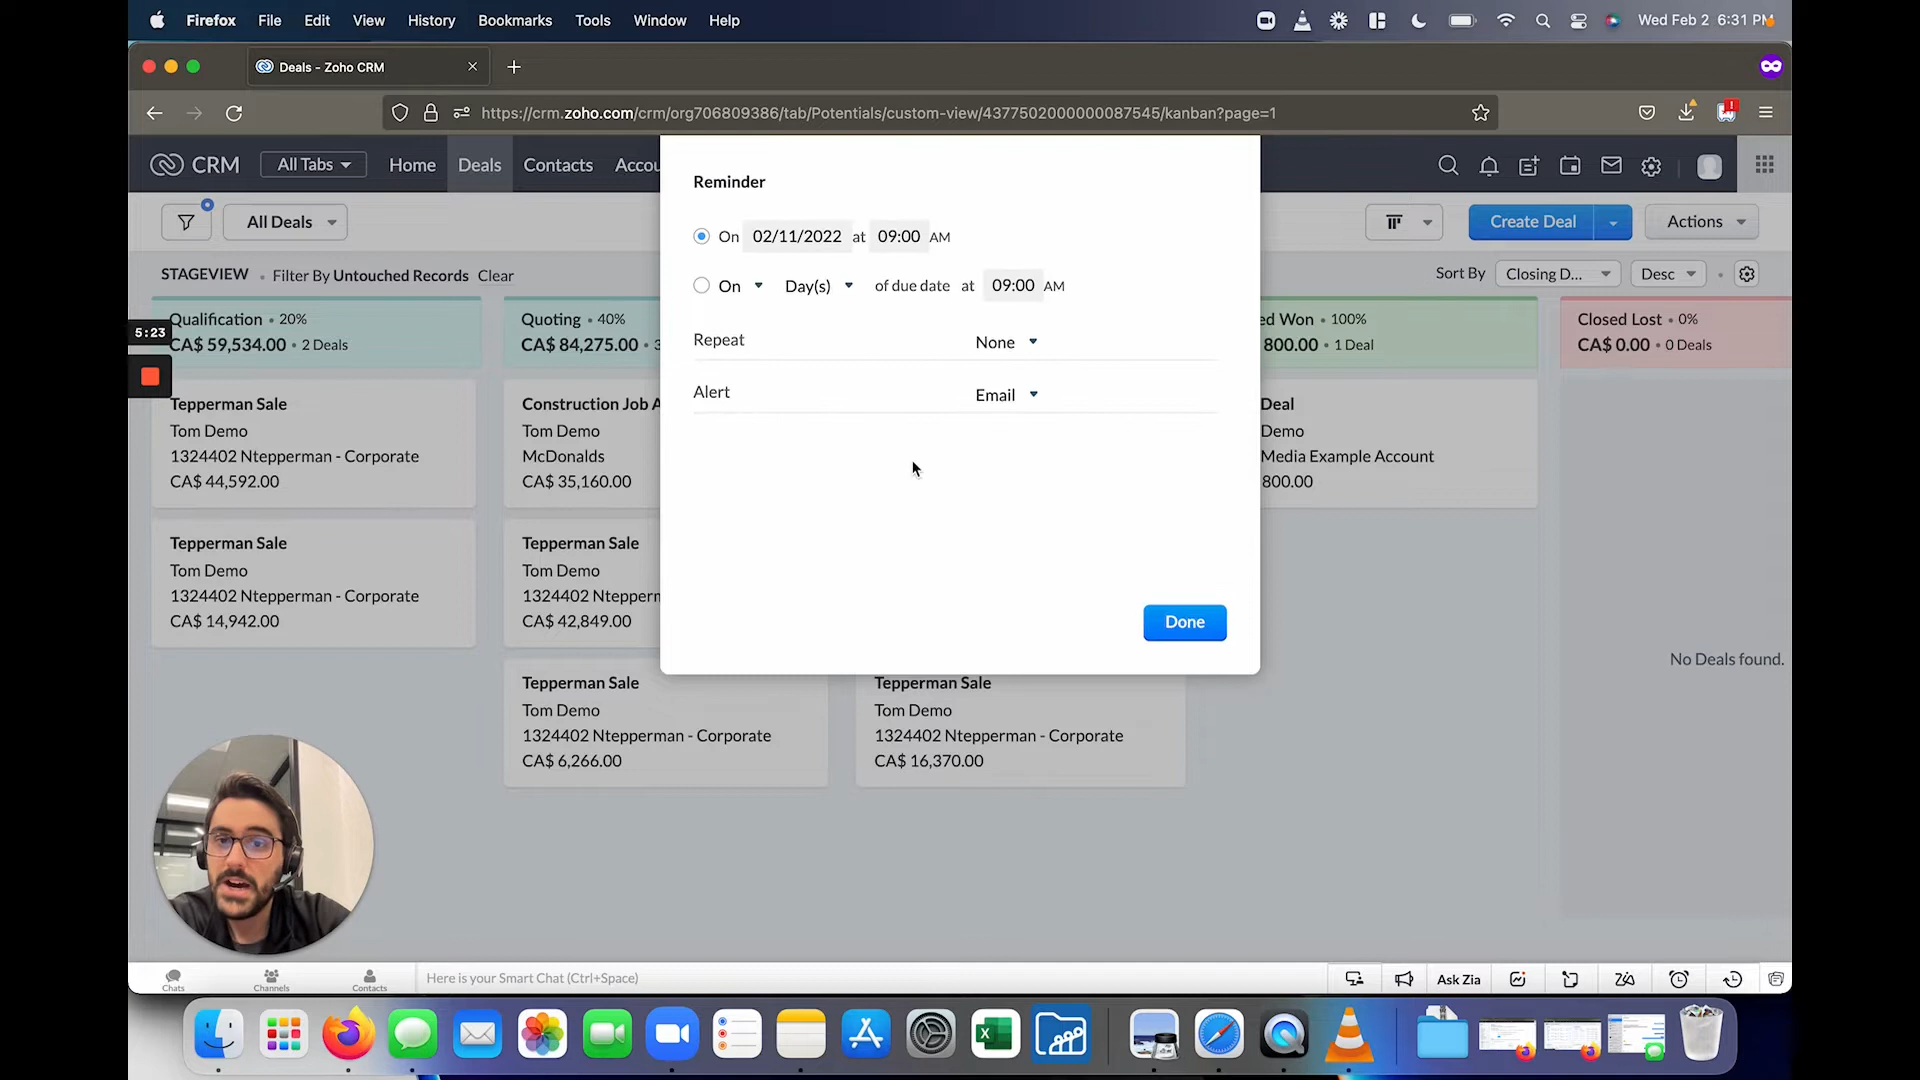 Firefox File Edit View History Bookmarks Tools Window Help
Wed Feb 2 6:31 PM
Deals - Zoho CRM
https://crm.zoho.com/crm/org706809386/tab/Potentials/custom-view/4377502000000087545/kanban?page=1
CRM All Tabs Home Deals Contacts Accou
All Deals
Create Deal
Actions
STAGEVIEW • Filter By Untouched Records Clear
Sort By Closing D... Desc
Reminder
On 02/11/2022 at 09:00 AM
On Day(s) of due date at 09:00 AM
Repeat None
Alert Email
Done
5:23
Qualification • 20%
CA$ 59,534.00 • 2 Deals
Tepperman Sale
Tom Demo
1324402 Ntepperman - Corporate
CA$ 44,592.00
Tepperman Sale
Tom Demo
1324402 Ntepperman - Corporate
CA$ 14,942.00
Quoting • 40%
CA$ 84,275.00 • 3
Construction Job A
Tom Demo
McDonalds
CA$ 35,160.00
Tepperman Sale
Tom Demo
1324402 Ntepperm
CA$ 42,849.00
Tepperman Sale
Tom Demo
1324402 Ntepperman - Corporate
CA$ 6,266.00
Tepperman Sale
Tom Demo
1324402 Ntepperman - Corporate
CA$ 16,370.00
ed Won • 100%
800.00 • 1 Deal
Deal
Demo
Media Example Account
800.00
Closed Lost • 0%
CA$ 0.00 • 0 Deals
No Deals found.
Chats
Channels
Contacts
Here is your Smart Chat (Ctrl+Space)
Ask Zia